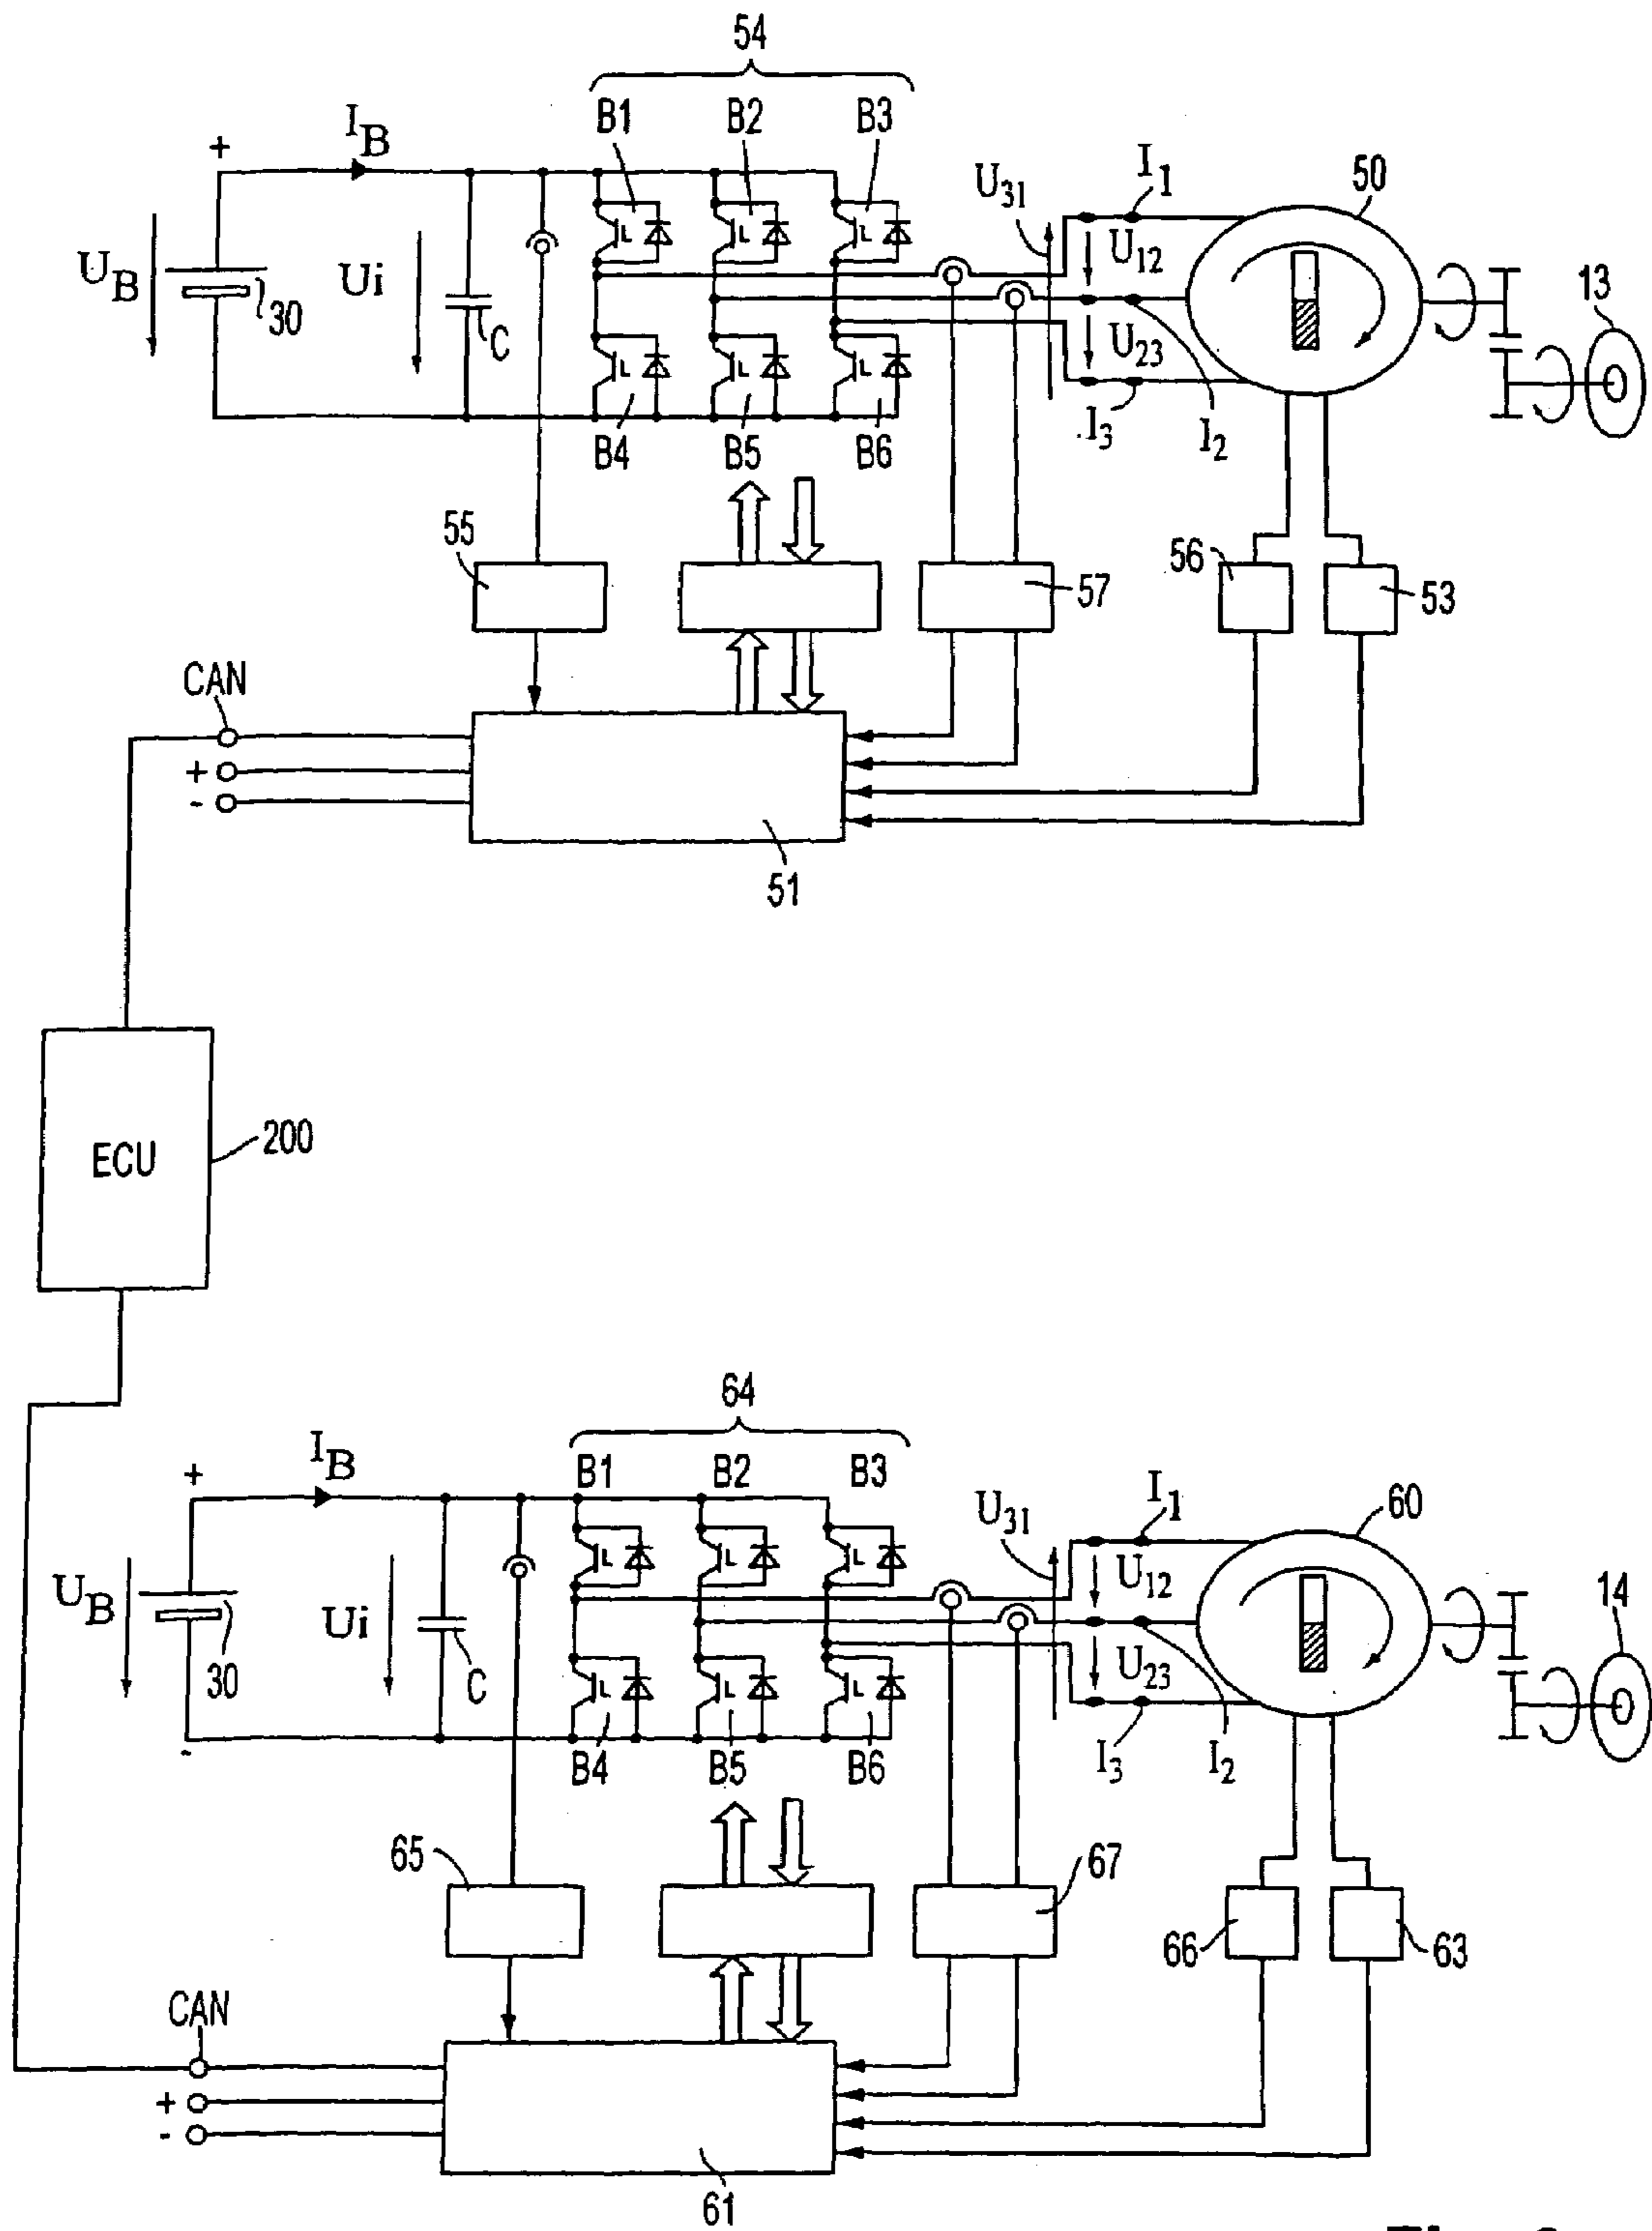 54
B1 B2 B3
I_B
+
U_B
30
Ui
C
B4 B5 B6
U_31
I_1
U_12
U_23
.I_3
I_2
50
13
55
57
56
53
CAN
+
-
51
ECU
200
64
B1 B2 B3
I_B
+
U_B
30
-
Ui
C
B4 B5 B6
U_31
I_1
U_12
U_23
I_3
I_2
60
14
65
67
66
63
CAN
+
-
61